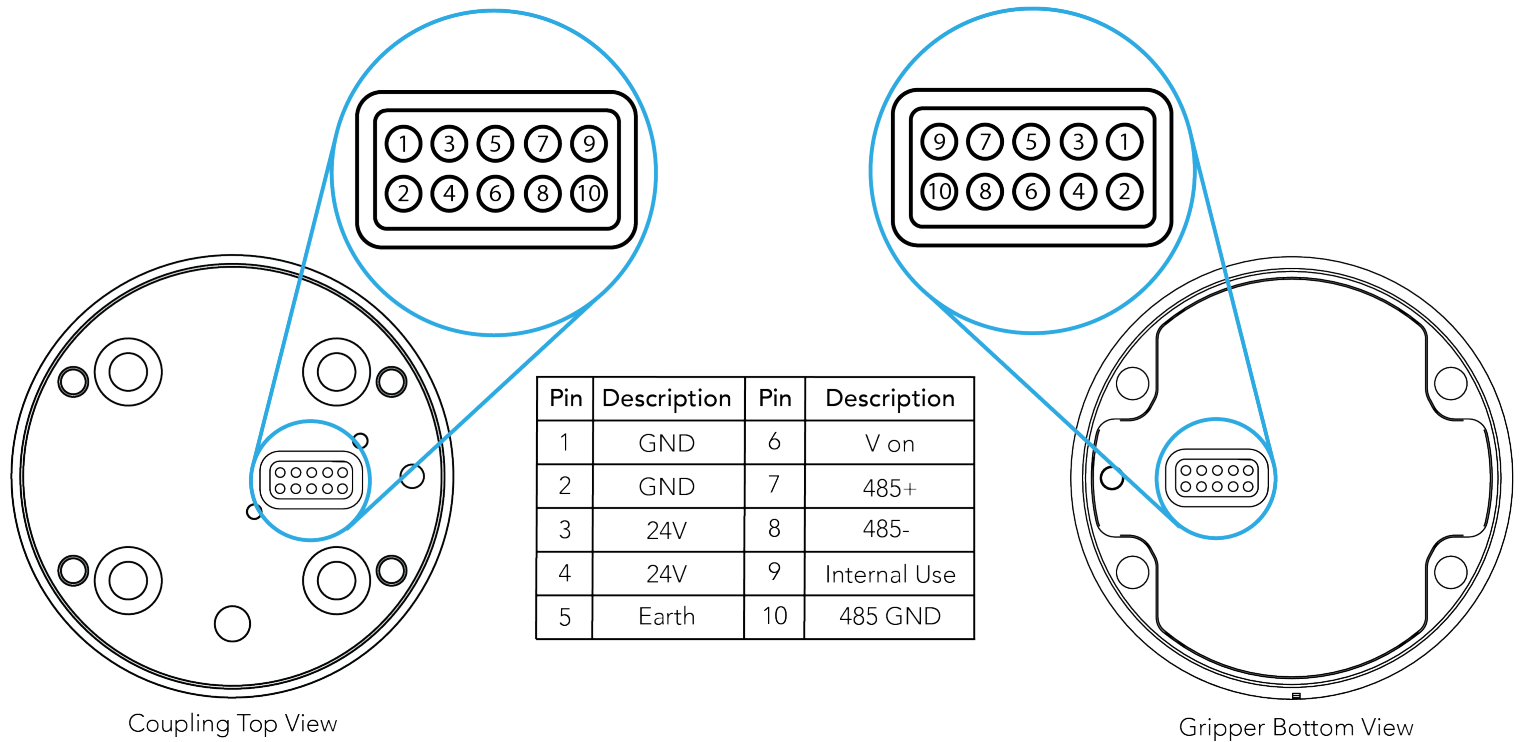 1 3 5 7 9
2 4 6 8 10
9 7 5 3 1
10 8 6 4 2
Pin Description Pin Description
1 GND 6 V on
2 GND 7 485+
3 24V 8 485-
4 24V 9 Internal Use
5 Earth 10 485 GND
Coupling Top View
Gripper Bottom View